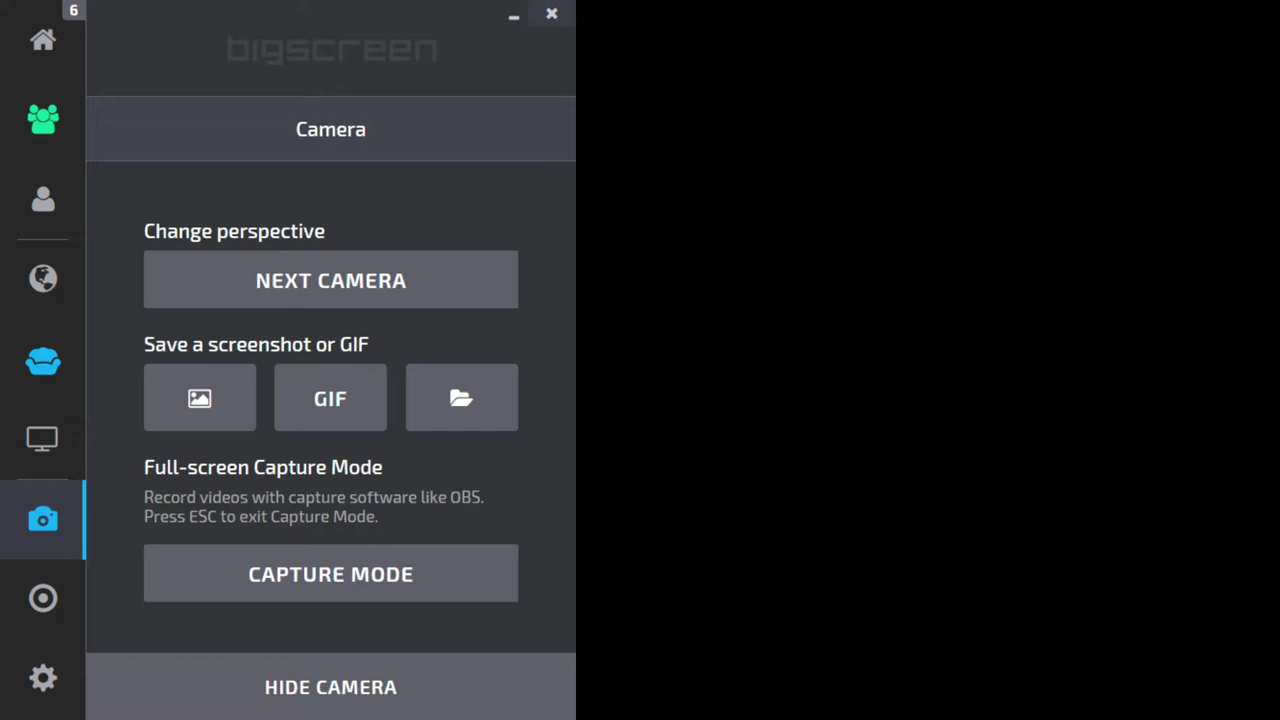 6
bigscreen
Camera
Change perspective
NEXT CAMERA
Save a screenshot or GIF
GIF
Full-screen Capture Mode
Record videos with capture software like OBS.
Press ESC to exit Capture Mode.
CAPTURE MODE
HIDE CAMERA